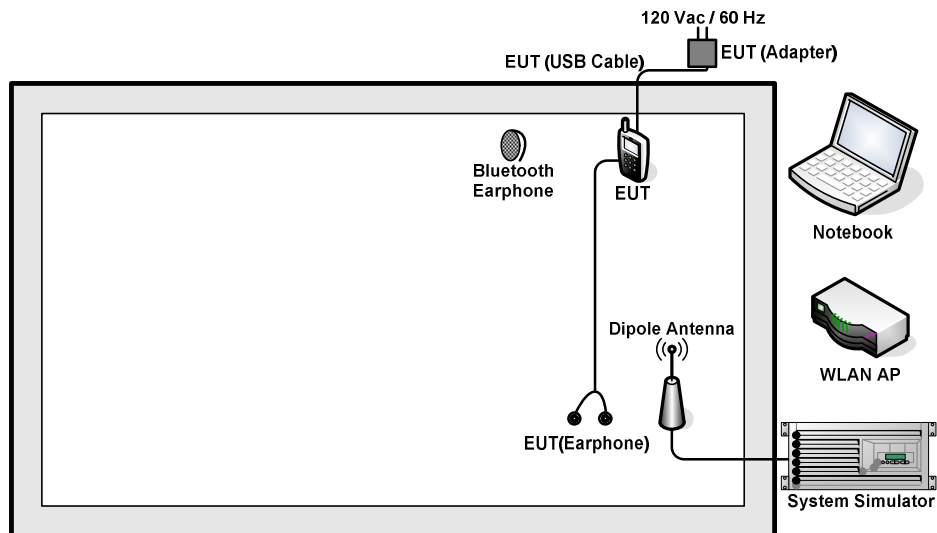 120 Vac / 60 Hz
EUT (USB Cable)
EUT (Adapter)
Bluetooth
Earphone
EUT
Notebook
Dipole Antenna
WLAN AP
EUT(Earphone)
System Simulator